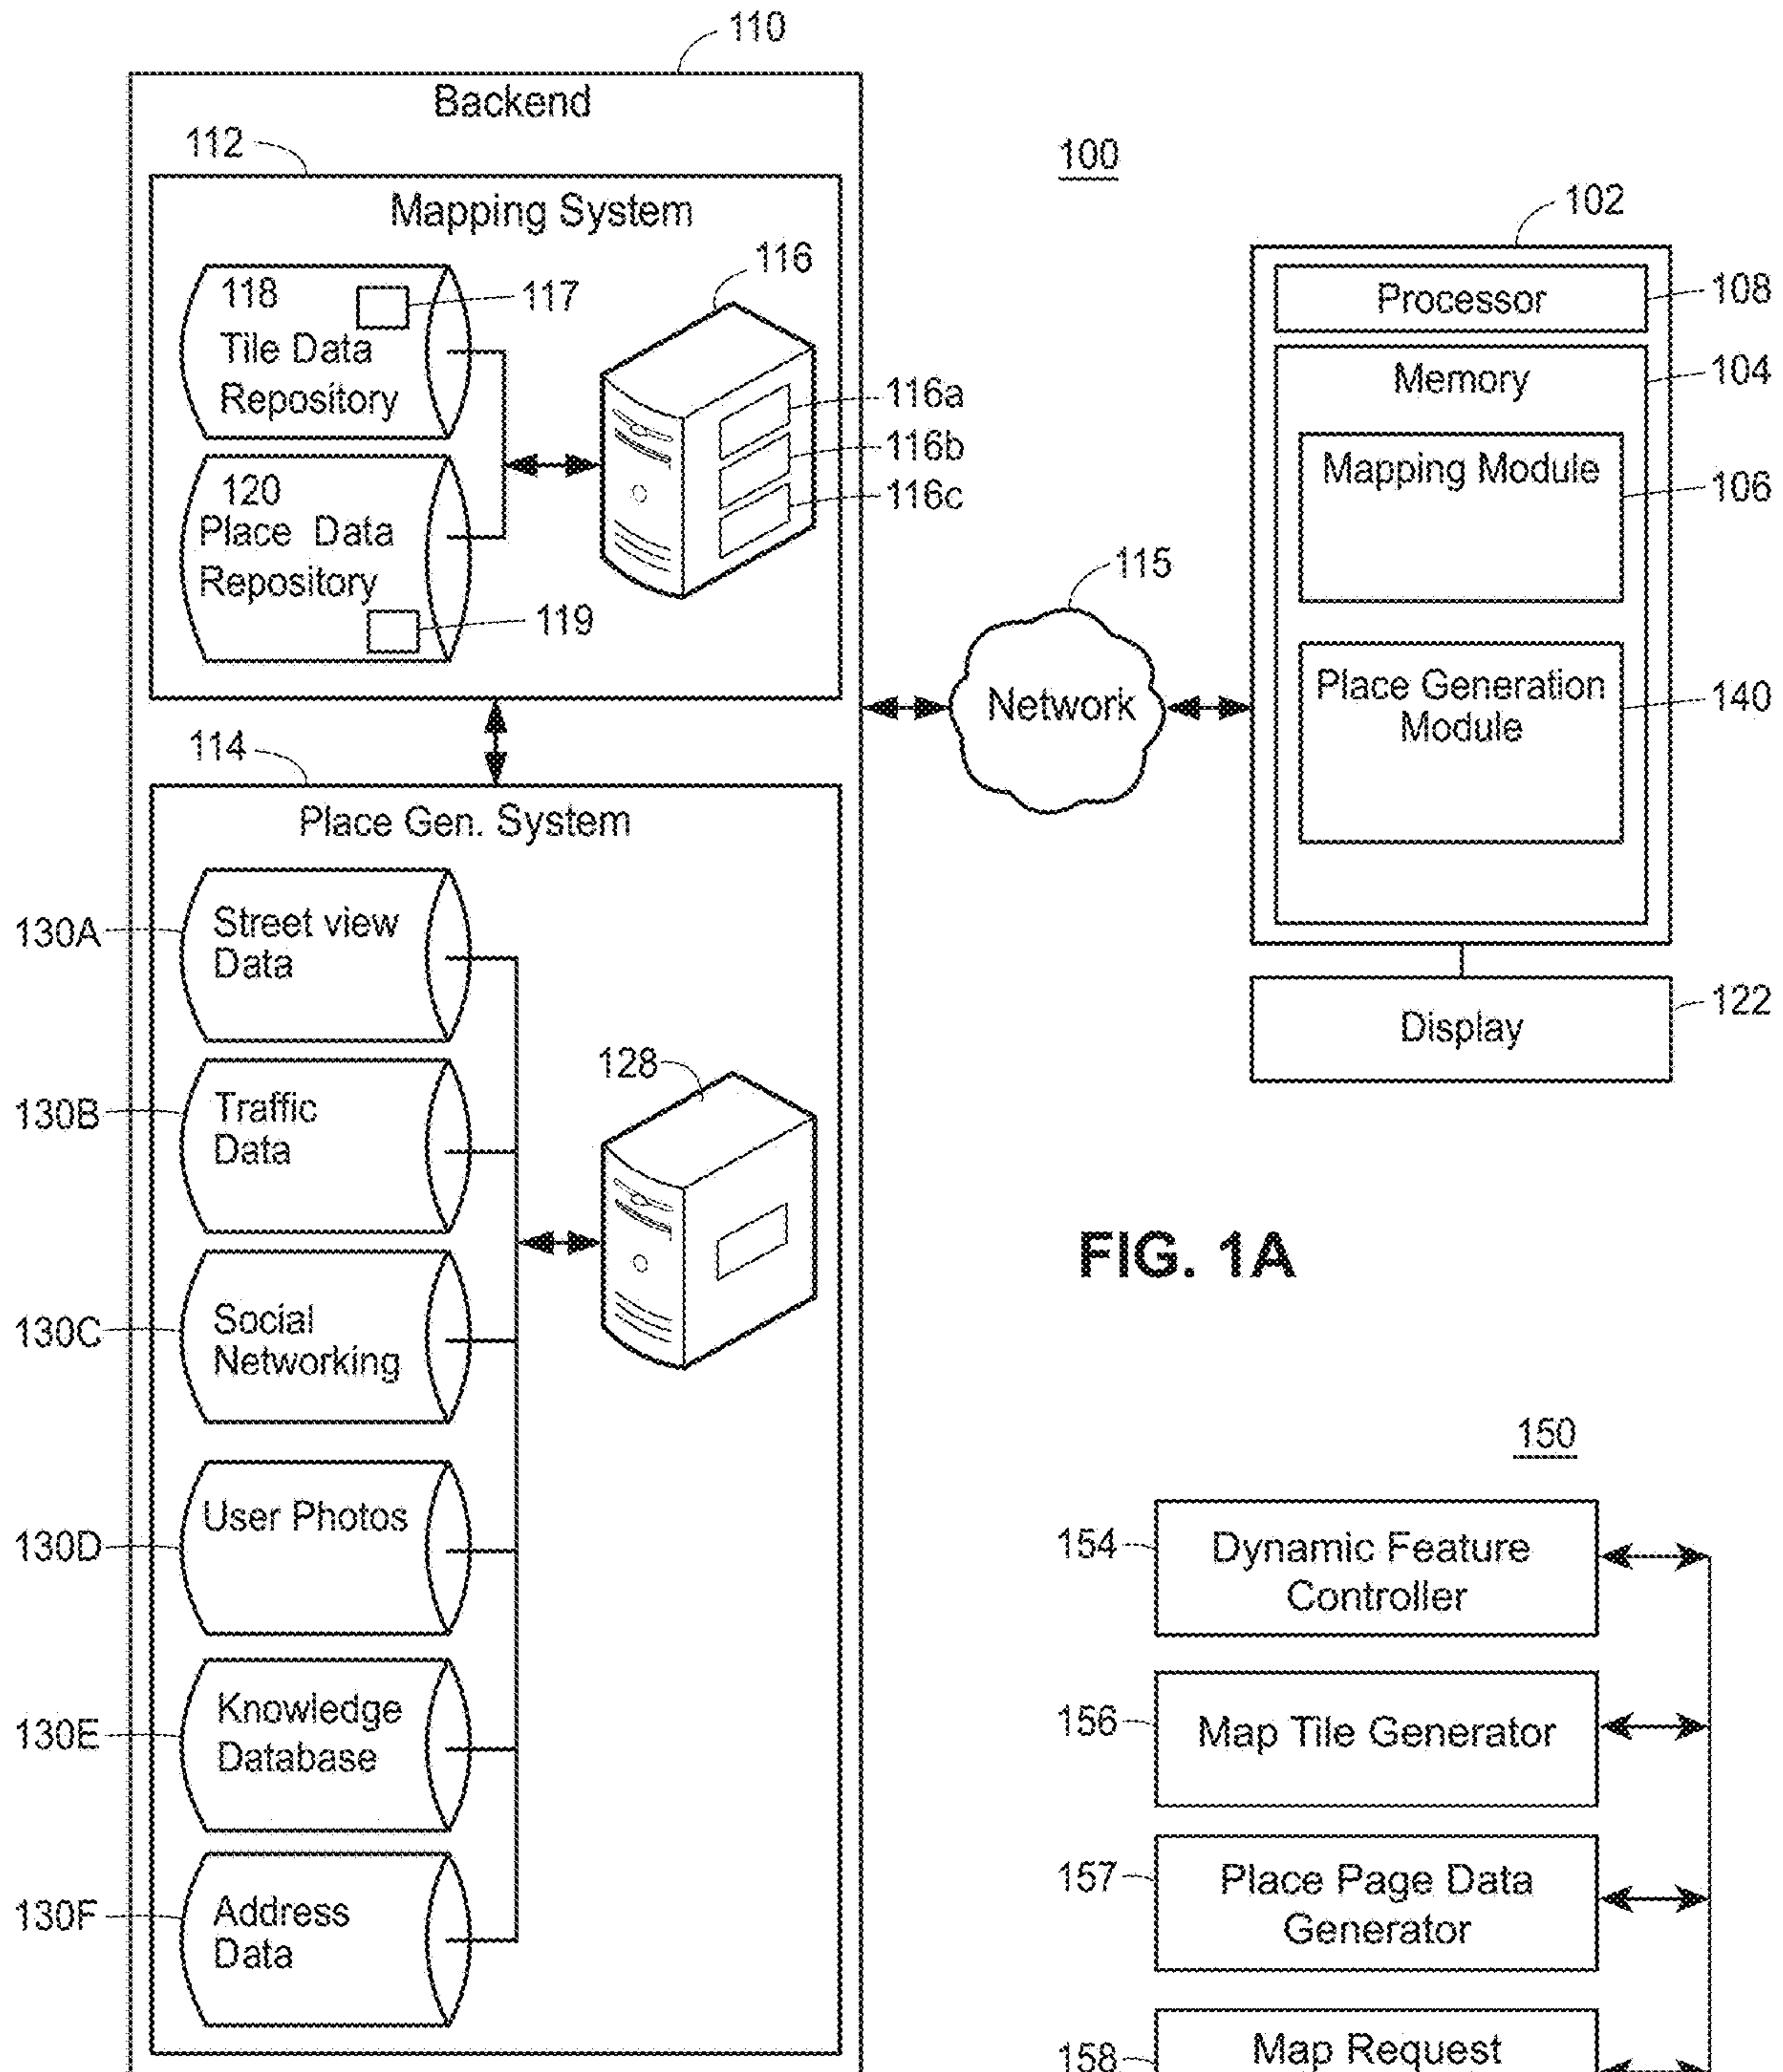 110
Backend
112
Mapping System
116
118
117
Tile Data
Repository
116a
116b
116c
120
Place Data
Repository
119
114
Place Gen. System
130A
Street view
Data
128
130B
Traffic
Data
130C
Social
Networking
130D
User Photos
130E
Knowledge
Database
130F
Address
Data
100
115
Network
102
Processor
108
Memory
104
Mapping Module
106
Place Generation
Module
140
Display
122
FIG. 1A
150
154
Dynamic Feature
Controller
156
Map Tile Generator
157
Place Page Data
Generator
158
Map Request